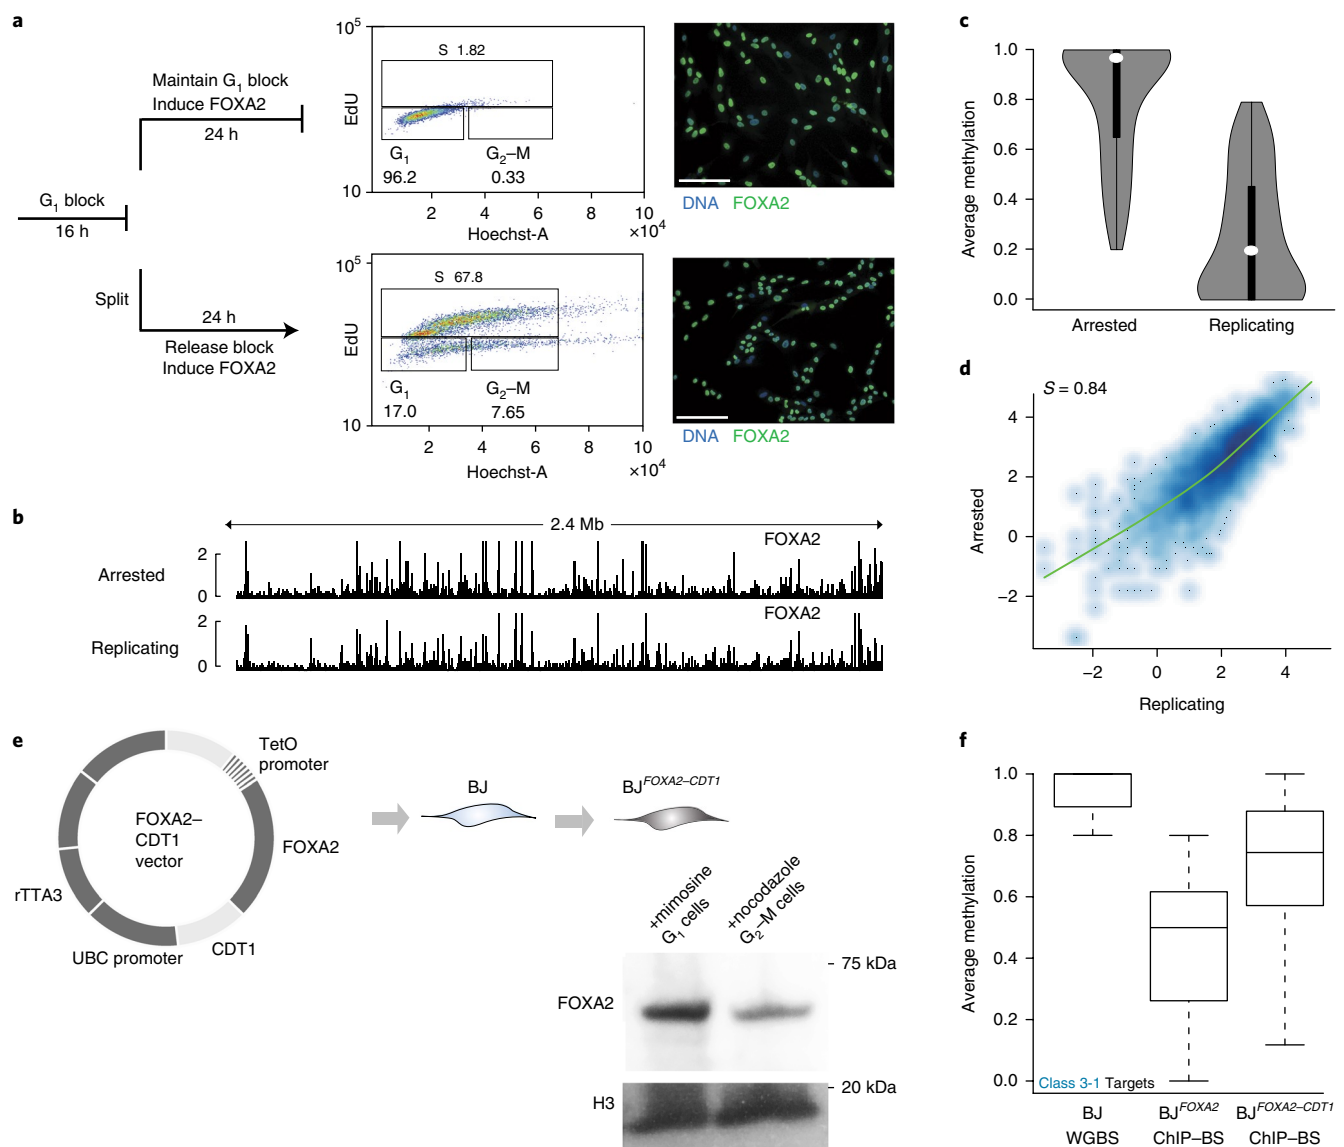 a
Maintain G1 block
Induce FOXA2
24 h
G1 block
16 h
Split
24 h
Release block
Induce FOXA2
10^5
EdU
10
S 1.82
G1
96.2
G2–M
0.33
2 4 6 8 10
×10^4
Hoechst-A
DNA FOXA2
10^5
EdU
10
S 67.8
G1
17.0
G2–M
7.65
2 4 6 8 10
×10^4
Hoechst-A
DNA FOXA2
b
2.4 Mb
Arrested
2
0
FOXA2
Replicating
2
0
FOXA2
c
Average methylation
1.0
0.8
0.6
0.4
0.2
0.0
Arrested Replicating
d
S = 0.84
Arrested
4
2
0
−2
−2 0 2 4
Replicating
e
FOXA2–
CDT1
vector
TetO
promoter
FOXA2
CDT1
UBC promoter
rTTA3
BJ
BJ^FOXA2–CDT1
+mimosine
G1 cells
+nocodazole
G2–M cells
75 kDa
FOXA2
20 kDa
H3
f
Average methylation
1.0
0.8
0.6
0.4
0.2
0.0
Class 3-1 Targets
BJ
WGBS
BJ^FOXA2
ChIP–BS
BJ^FOXA2–CDT1
ChIP–BS